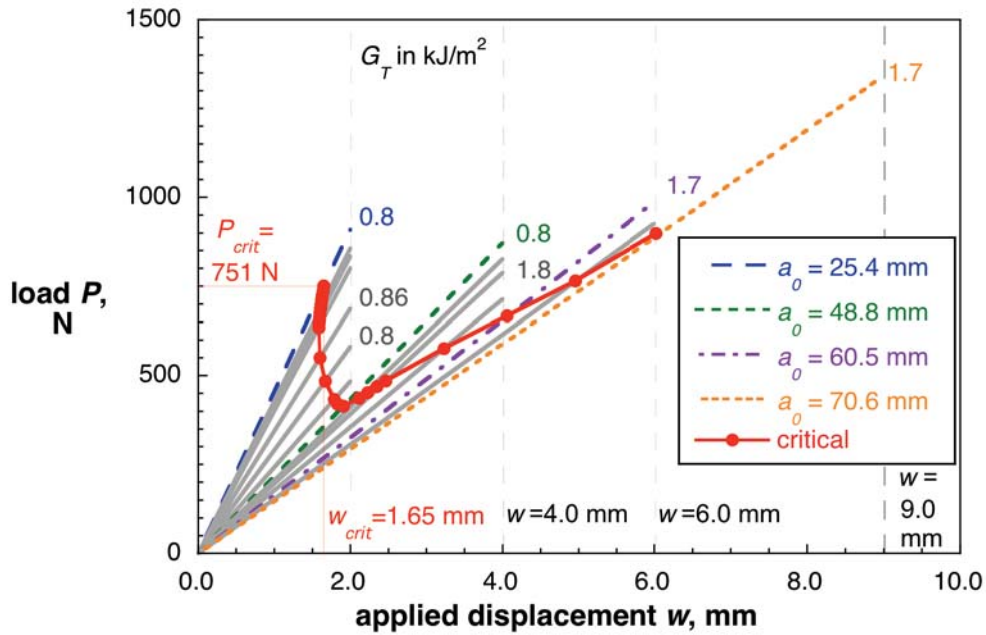 1500
1000
500
0
load P,
N
G_T in kJ/m²
P_crit=
751 N
0.8
0.86
0.8
0.8
1.8
1.7
1.7
a_0 = 25.4 mm
a_0 = 48.8 mm
a_0 = 60.5 mm
a_0 = 70.6 mm
critical
w_crit=1.65 mm
w=4.0 mm
w=6.0 mm
w =
9.0
mm
0.0 2.0 4.0 6.0 8.0 10.0
applied displacement w, mm